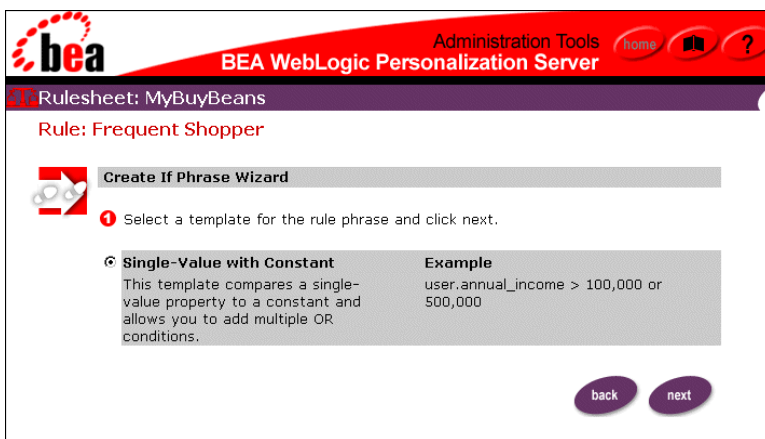 bea
Administration Tools
BEA WebLogic Personalization Server
home
?
Rulesheet: MyBuyBeans
Rule: Frequent Shopper
Create If Phrase Wizard
1 Select a template for the rule phrase and click next.
Single-Value with Constant
This template compares a single-
value property to a constant and
allows you to add multiple OR
conditions.
Example
user.annual_income > 100,000 or
500,000
back
next